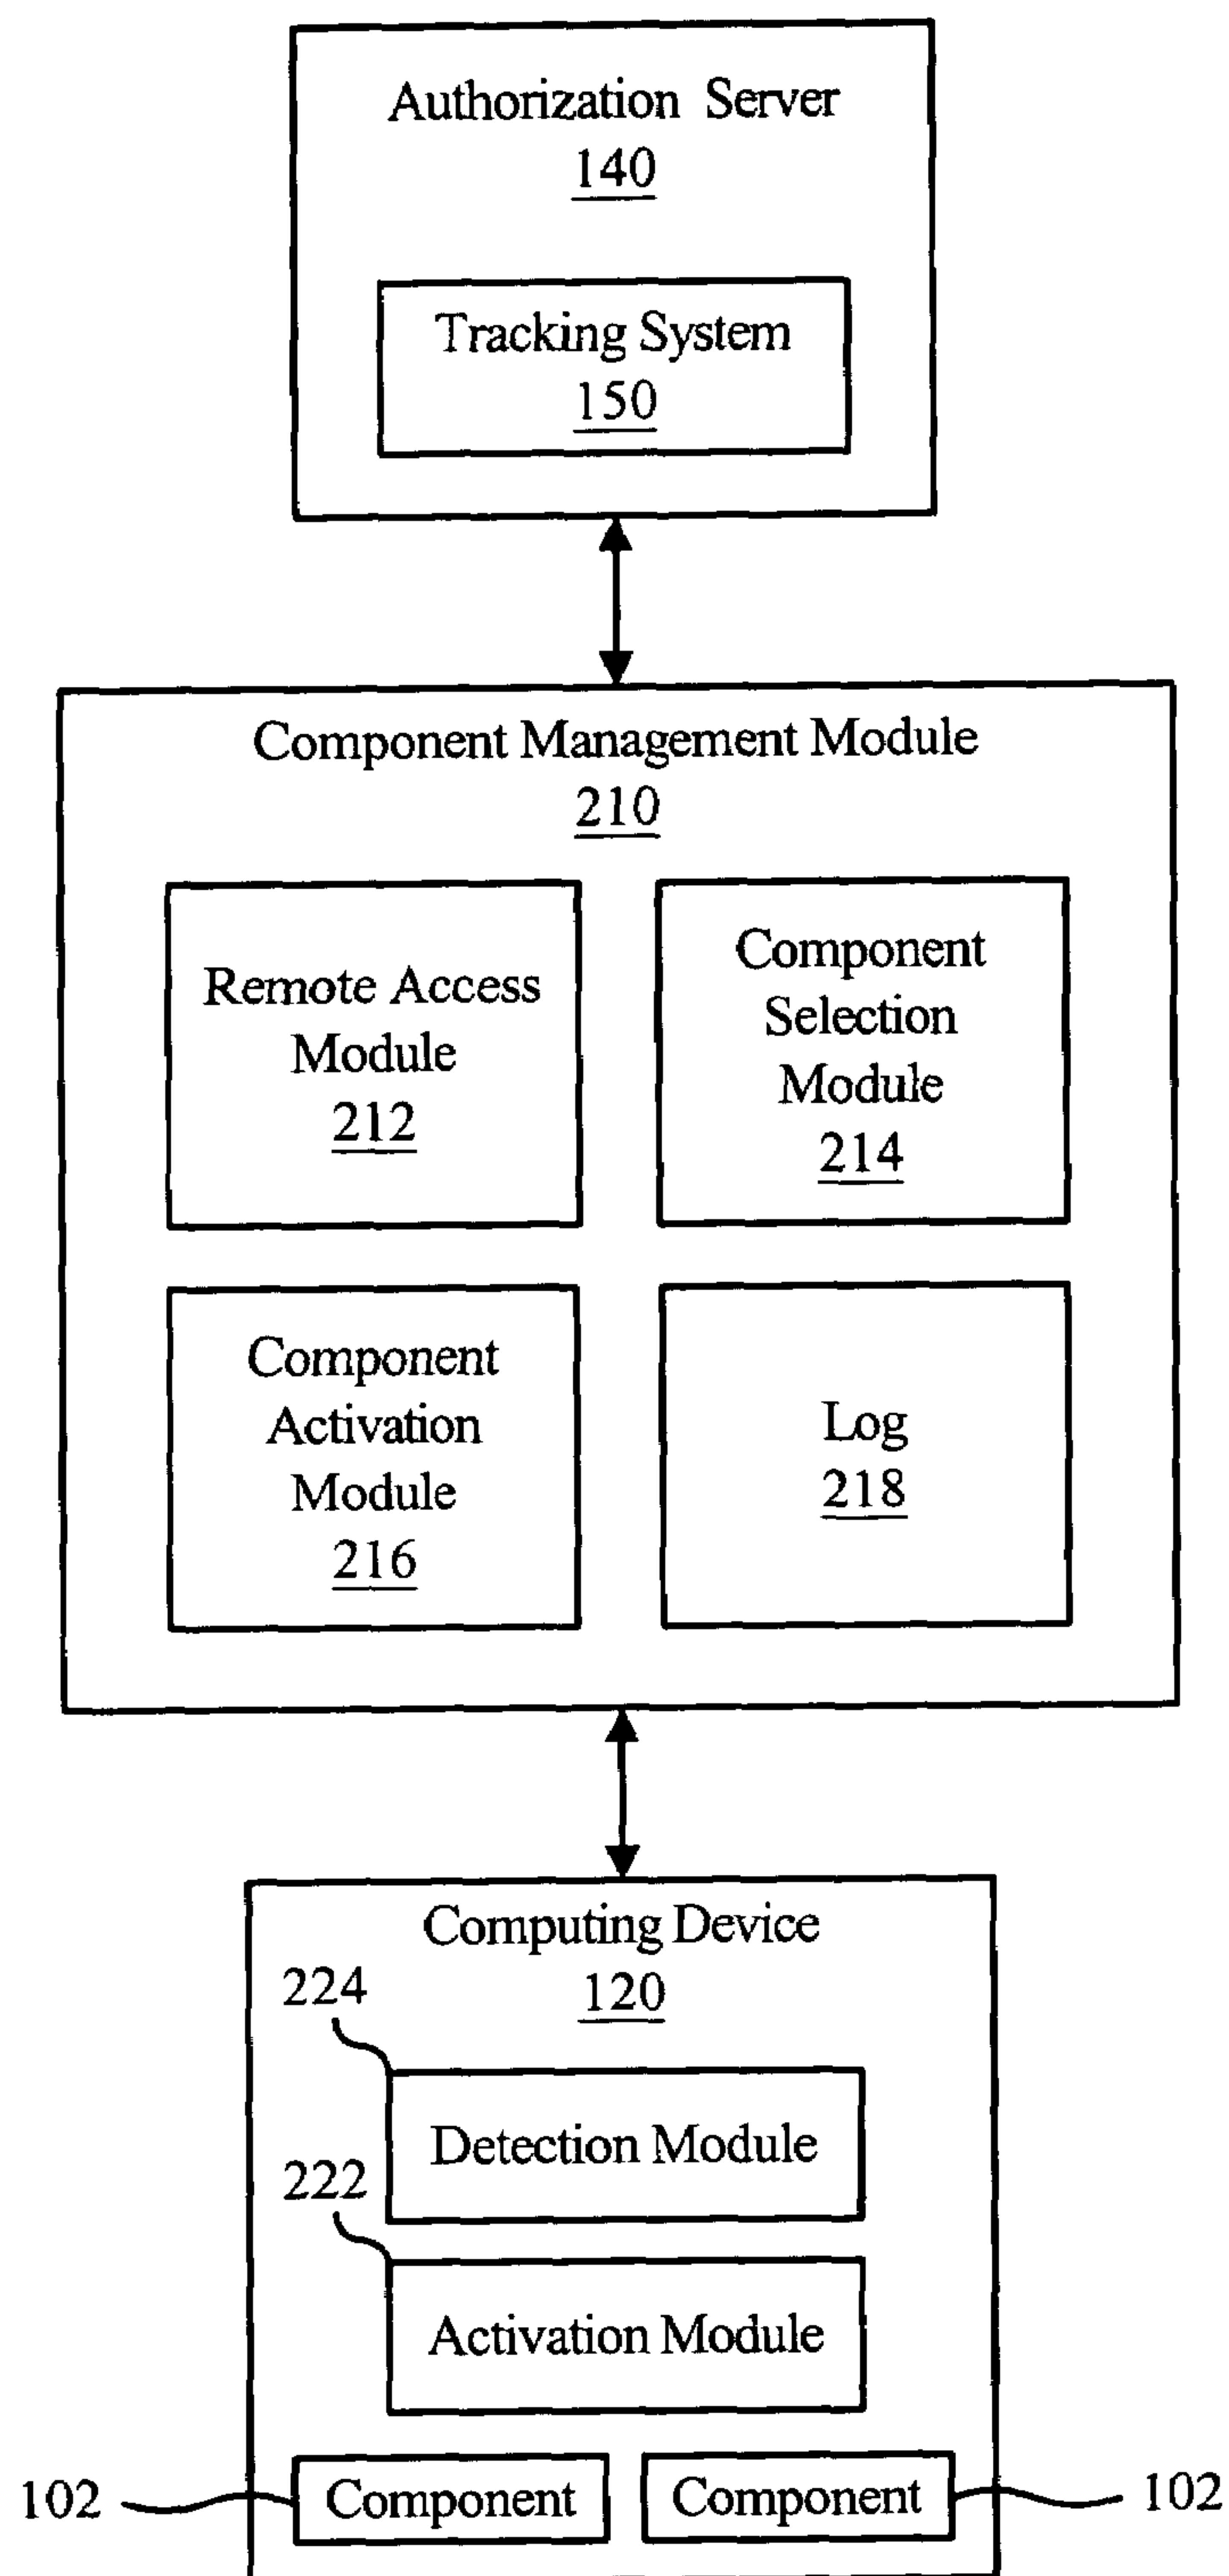 Authorization Server
140
Tracking System
150
Component Management Module
210
Remote Access
Module
212
Component
Selection
Module
214
Component
Activation
Module
216
Log
218
Computing Device
120
224
Detection Module
222
Activation Module
102
Component
Component
102